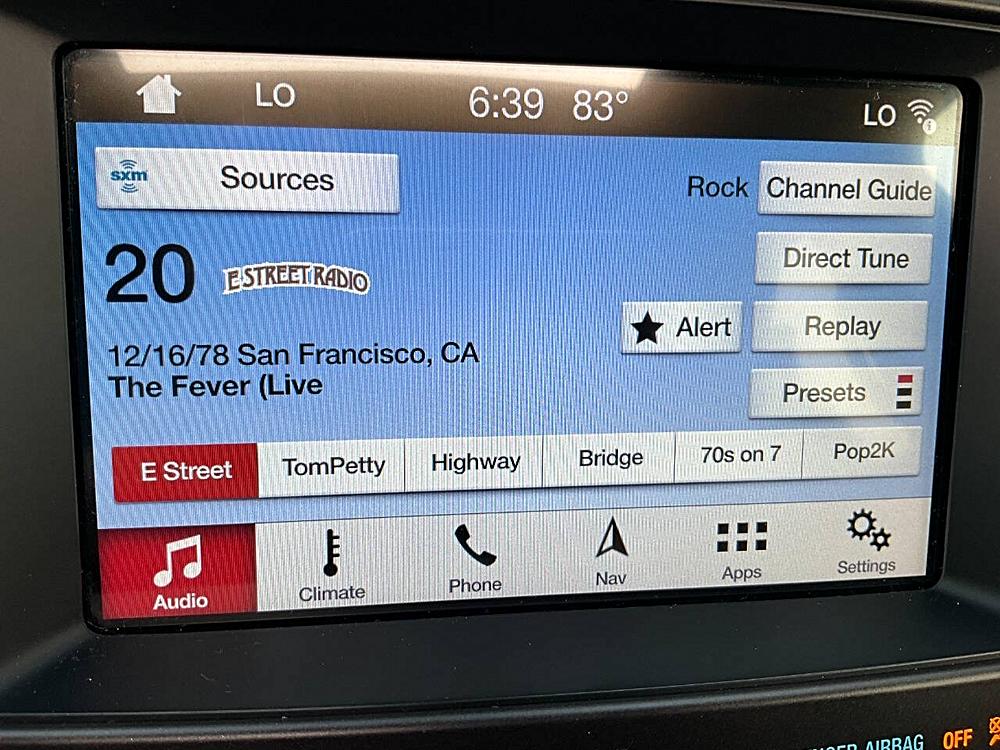 LO 6:39 83° LO
sxm Sources
Rock Channel Guide
Direct Tune
20 E STREET RADIO
Alert Replay
12/16/78 San Francisco, CA
The Fever (Live
Presets
E Street TomPetty Highway Bridge 70s on 7 Pop2K
Audio Climate Phone Nav Apps Settings
AIRBAG OFF